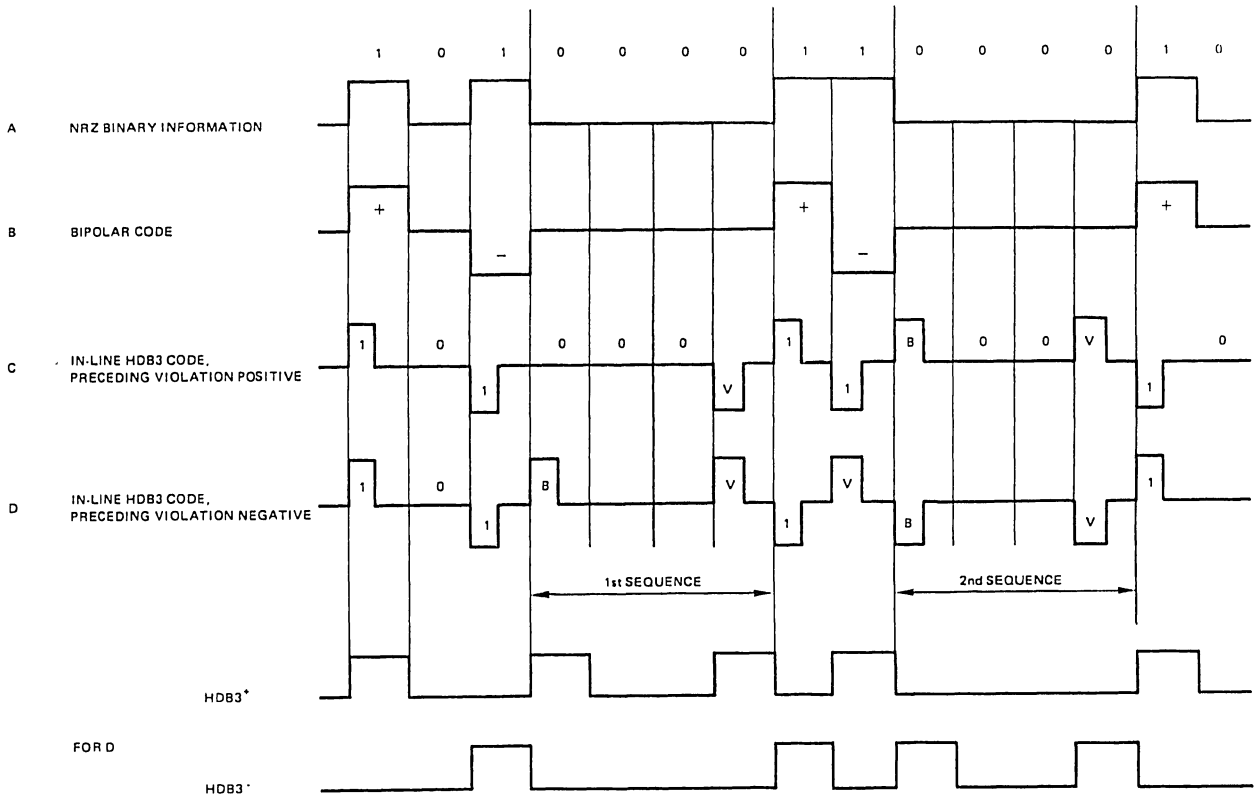 1 0 1 0 0 0 0 1 1 0 0 0 0 1 0
A NRZ BINARY INFORMATION
+ - + - +
B BIPOLAR CODE
C IN-LINE HDB3 CODE,
PRECEDING VIOLATION POSITIVE
1 0 1 0 0 0 V 1 1 B 0 0 V 1 0
D IN-LINE HDB3 CODE,
PRECEDING VIOLATION NEGATIVE
1 0 1 B V 1 V B V 1
1st SEQUENCE 2nd SEQUENCE
HDB3+
FOR D
HDB3-